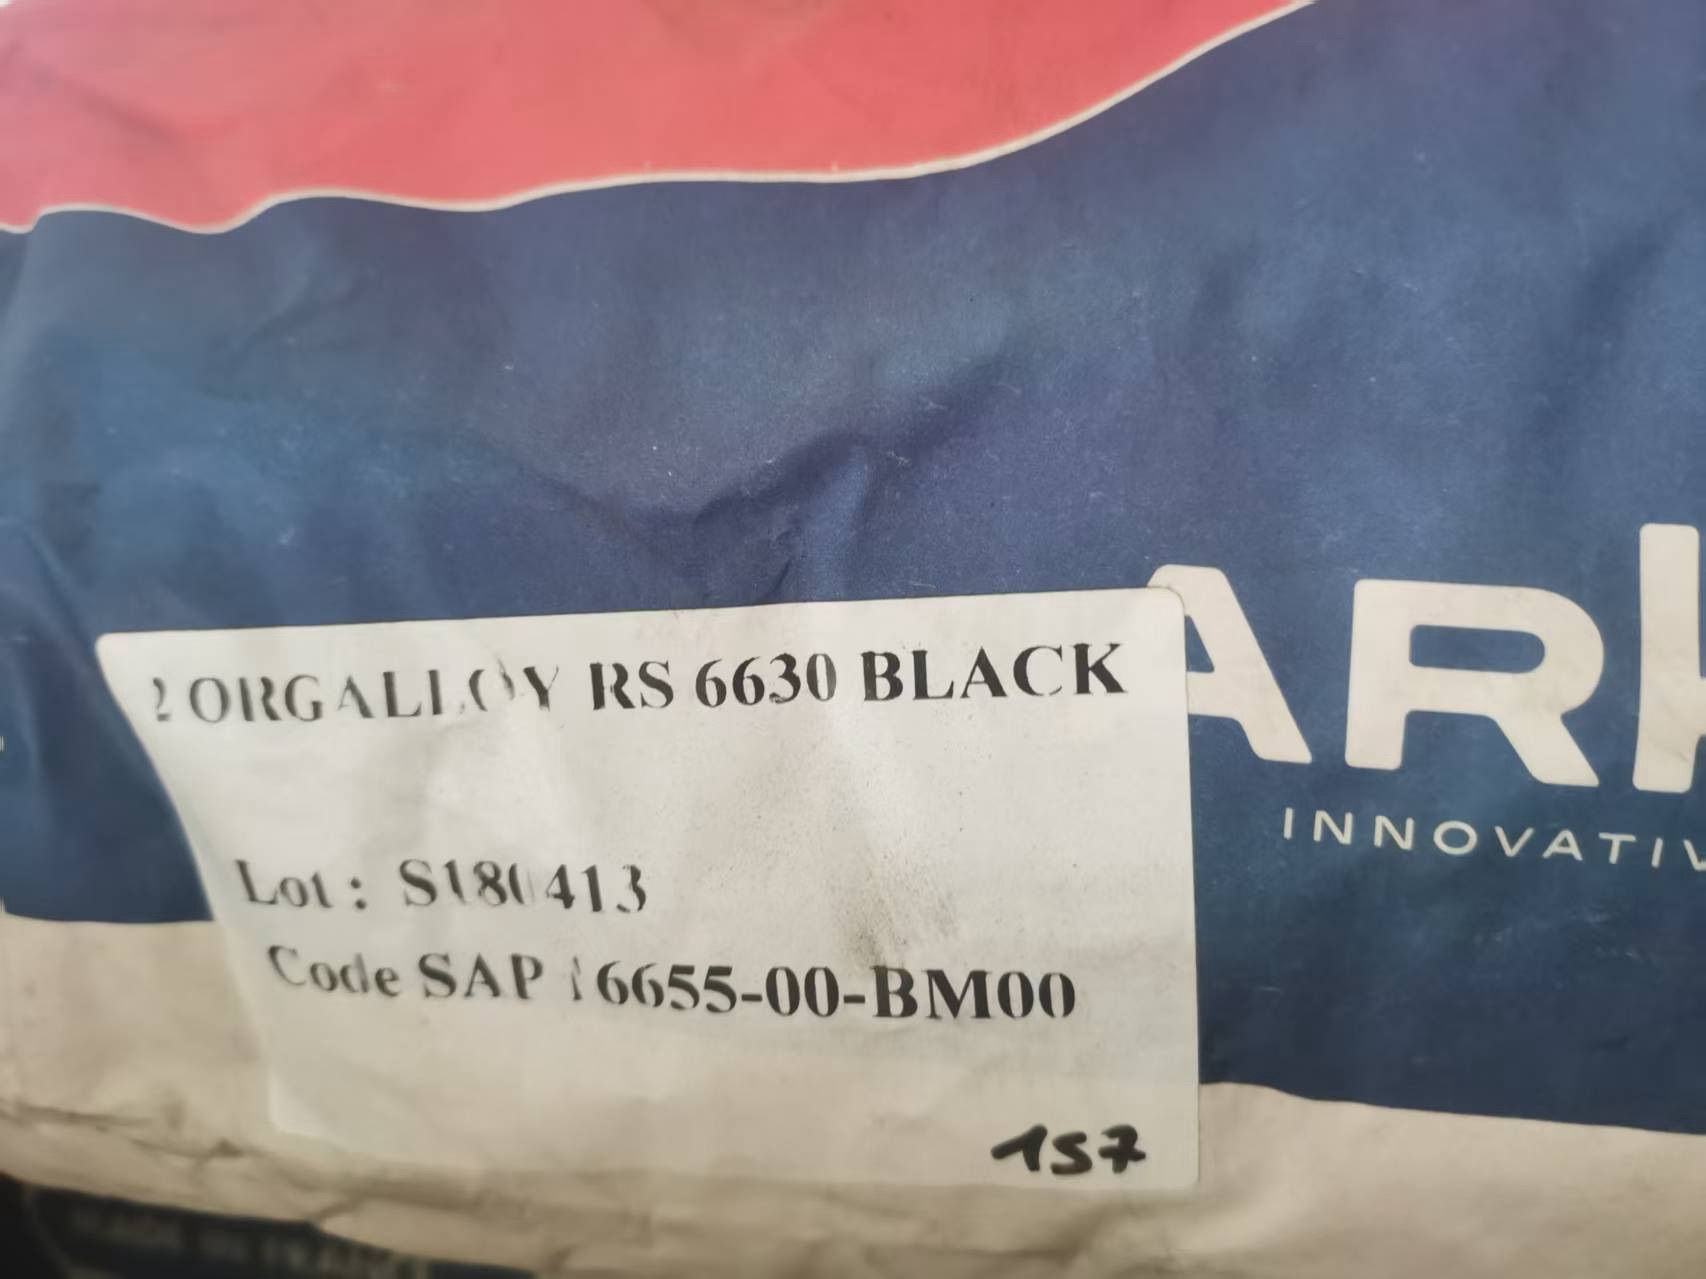 ORGALLOY RS 6630 BLACK
ARK
INNOVATIV
Lot : S180413
Code SAP 16655-00-BM00
157